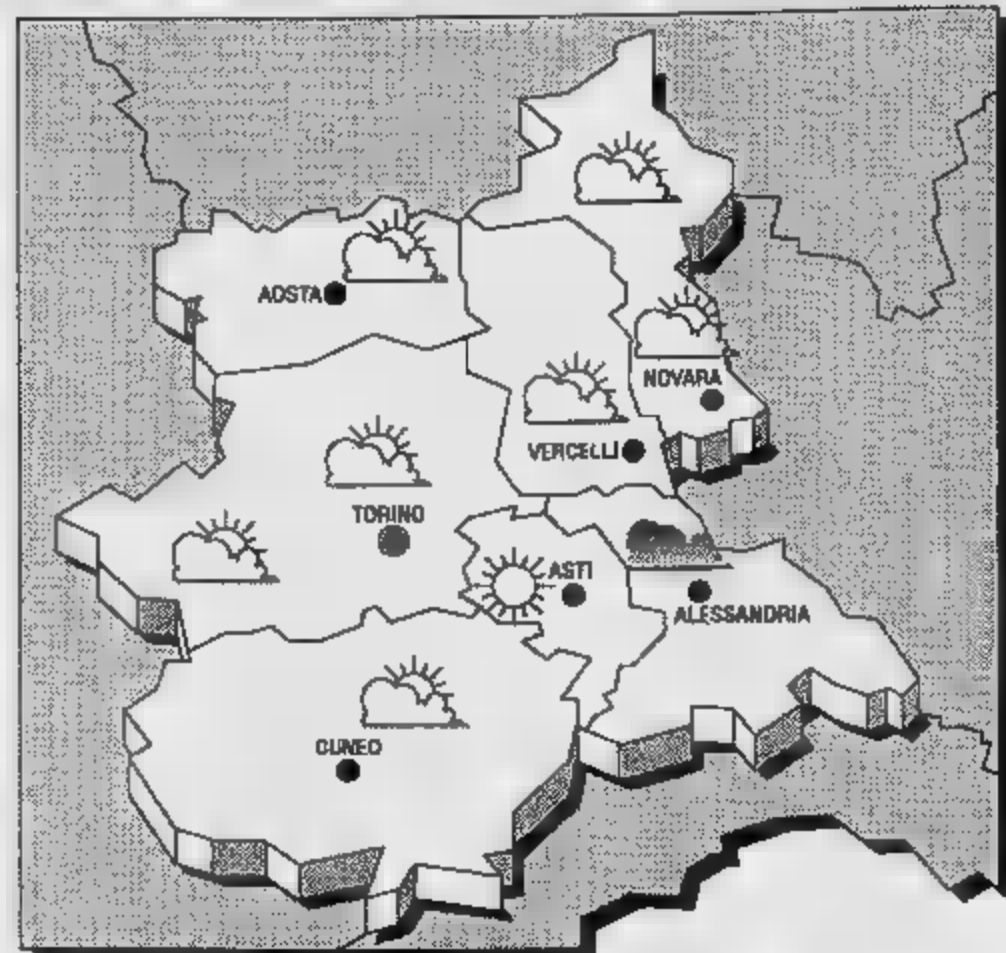 AOSTA
NOVARA
VERCELLI
TORINO
ASTI
ALESSANDRIA
CUNEO